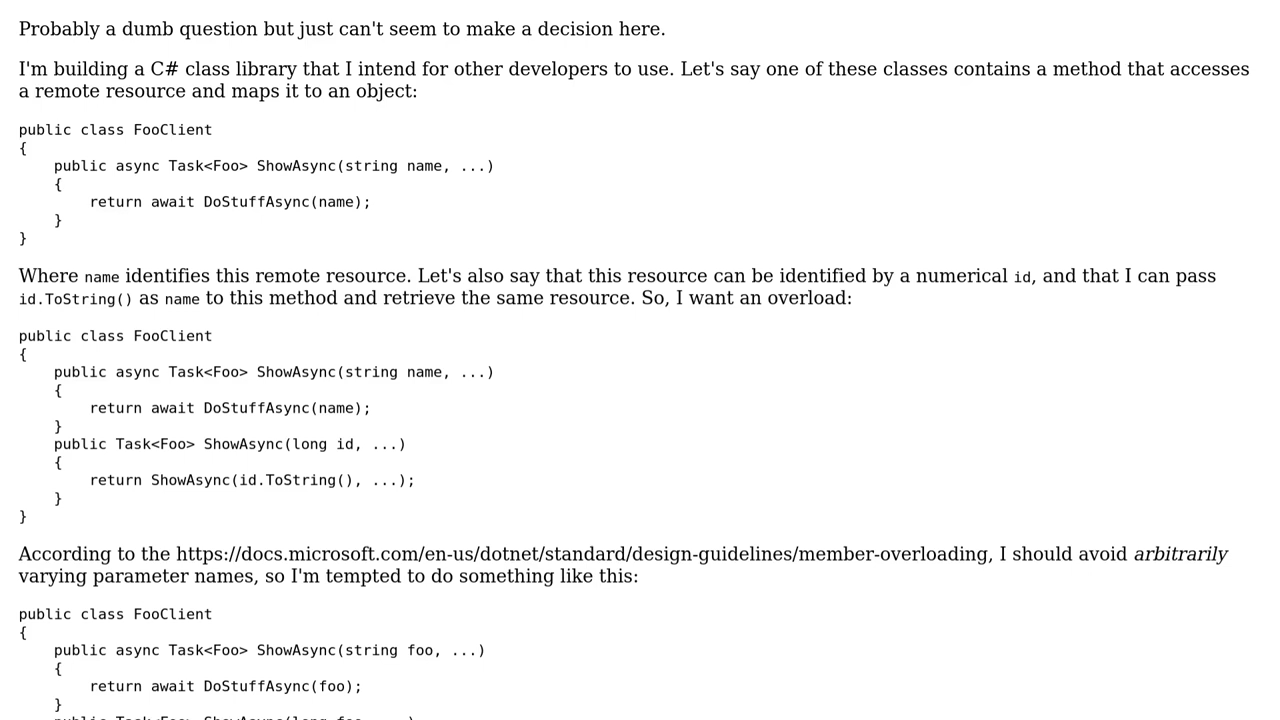 Probably a dumb question but just can't seem to make a decision here.
I'm building a C# class library that I intend for other developers to use. Let's say one of these classes contains a method that accesses
a remote resource and maps it to an object:
public class FooClient
{
    public async Task<Foo> ShowAsync(string name, ...)
    {
        return await DoStuffAsync(name);
    }
}
Where name identifies this remote resource. Let's also say that this resource can be identified by a numerical id, and that I can pass
id.ToString() as name to this method and retrieve the same resource. So, I want an overload:
public class FooClient
{
    public async Task<Foo> ShowAsync(string name, ...)
    {
        return await DoStuffAsync(name);
    }
    public Task<Foo> ShowAsync(long id, ...)
    {
        return ShowAsync(id.ToString(), ...);
    }
}
According to the https://docs.microsoft.com/en-us/dotnet/standard/design-guidelines/member-overloading, I should avoid arbitrarily
varying parameter names, so I'm tempted to do something like this:
public class FooClient
{
    public async Task<Foo> ShowAsync(string foo, ...)
    {
        return await DoStuffAsync(foo);
    }
    public Task<Foo> ShowAsync(long foo, ...)